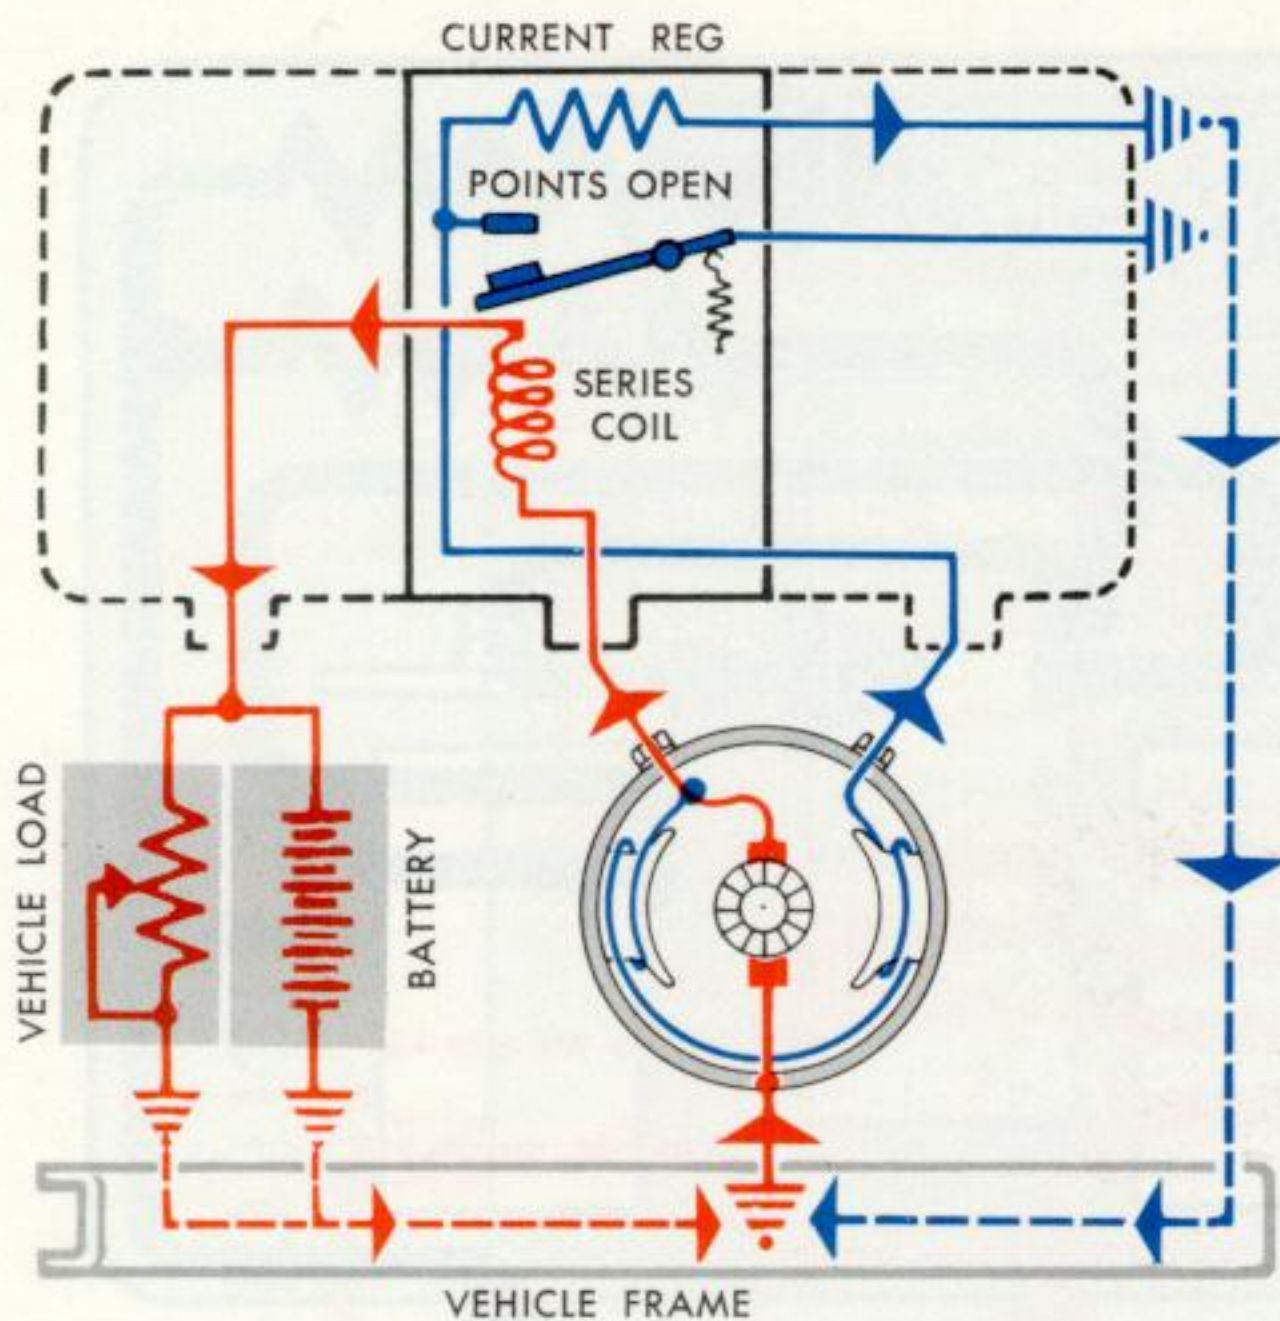 CURRENT REG
POINTS OPEN
SERIES
COIL
VEHICLE LOAD
BATTERY
VEHICLE FRAME